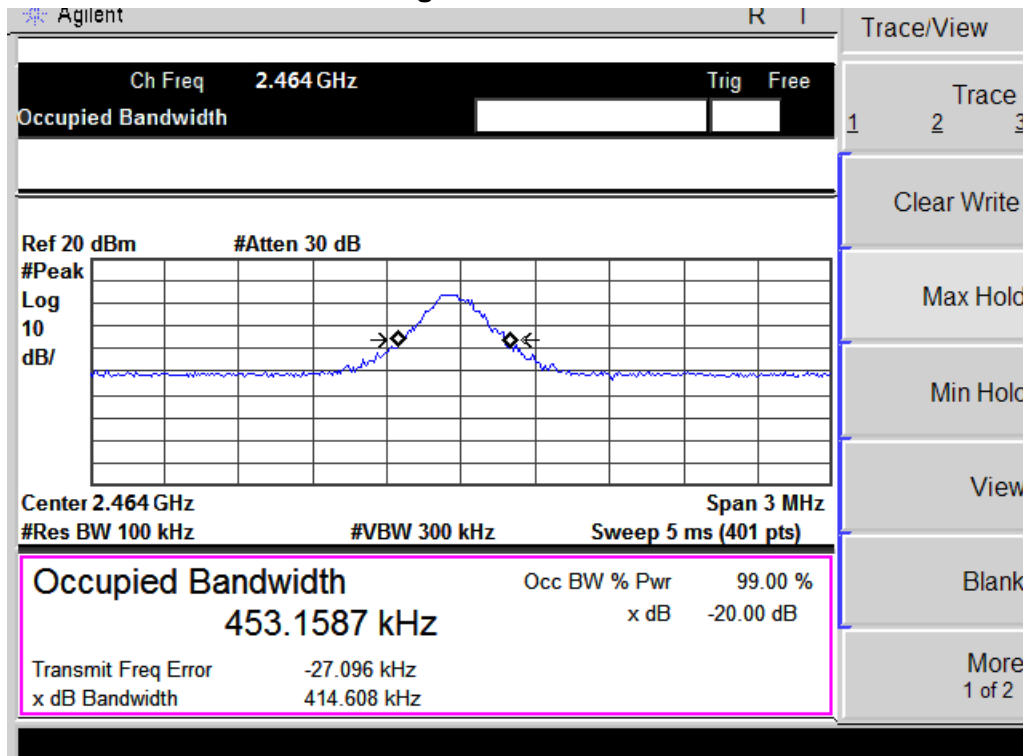 Agilent R T Trace/View
Ch Freq 2.464 GHz Trig Free
Occupied Bandwidth
Trace
1 2 3
Clear Write
Ref 20 dBm #Atten 30 dB
#Peak
Log
10
dB/
Max Hold
Min Hold
Center 2.464 GHz Span 3 MHz
#Res BW 100 kHz #VBW 300 kHz Sweep 5 ms (401 pts)
View
Occupied Bandwidth Occ BW % Pwr 99.00 %
453.1587 kHz x dB -20.00 dB
Transmit Freq Error -27.096 kHz
x dB Bandwidth 414.608 kHz
Blank
More
1 of 2